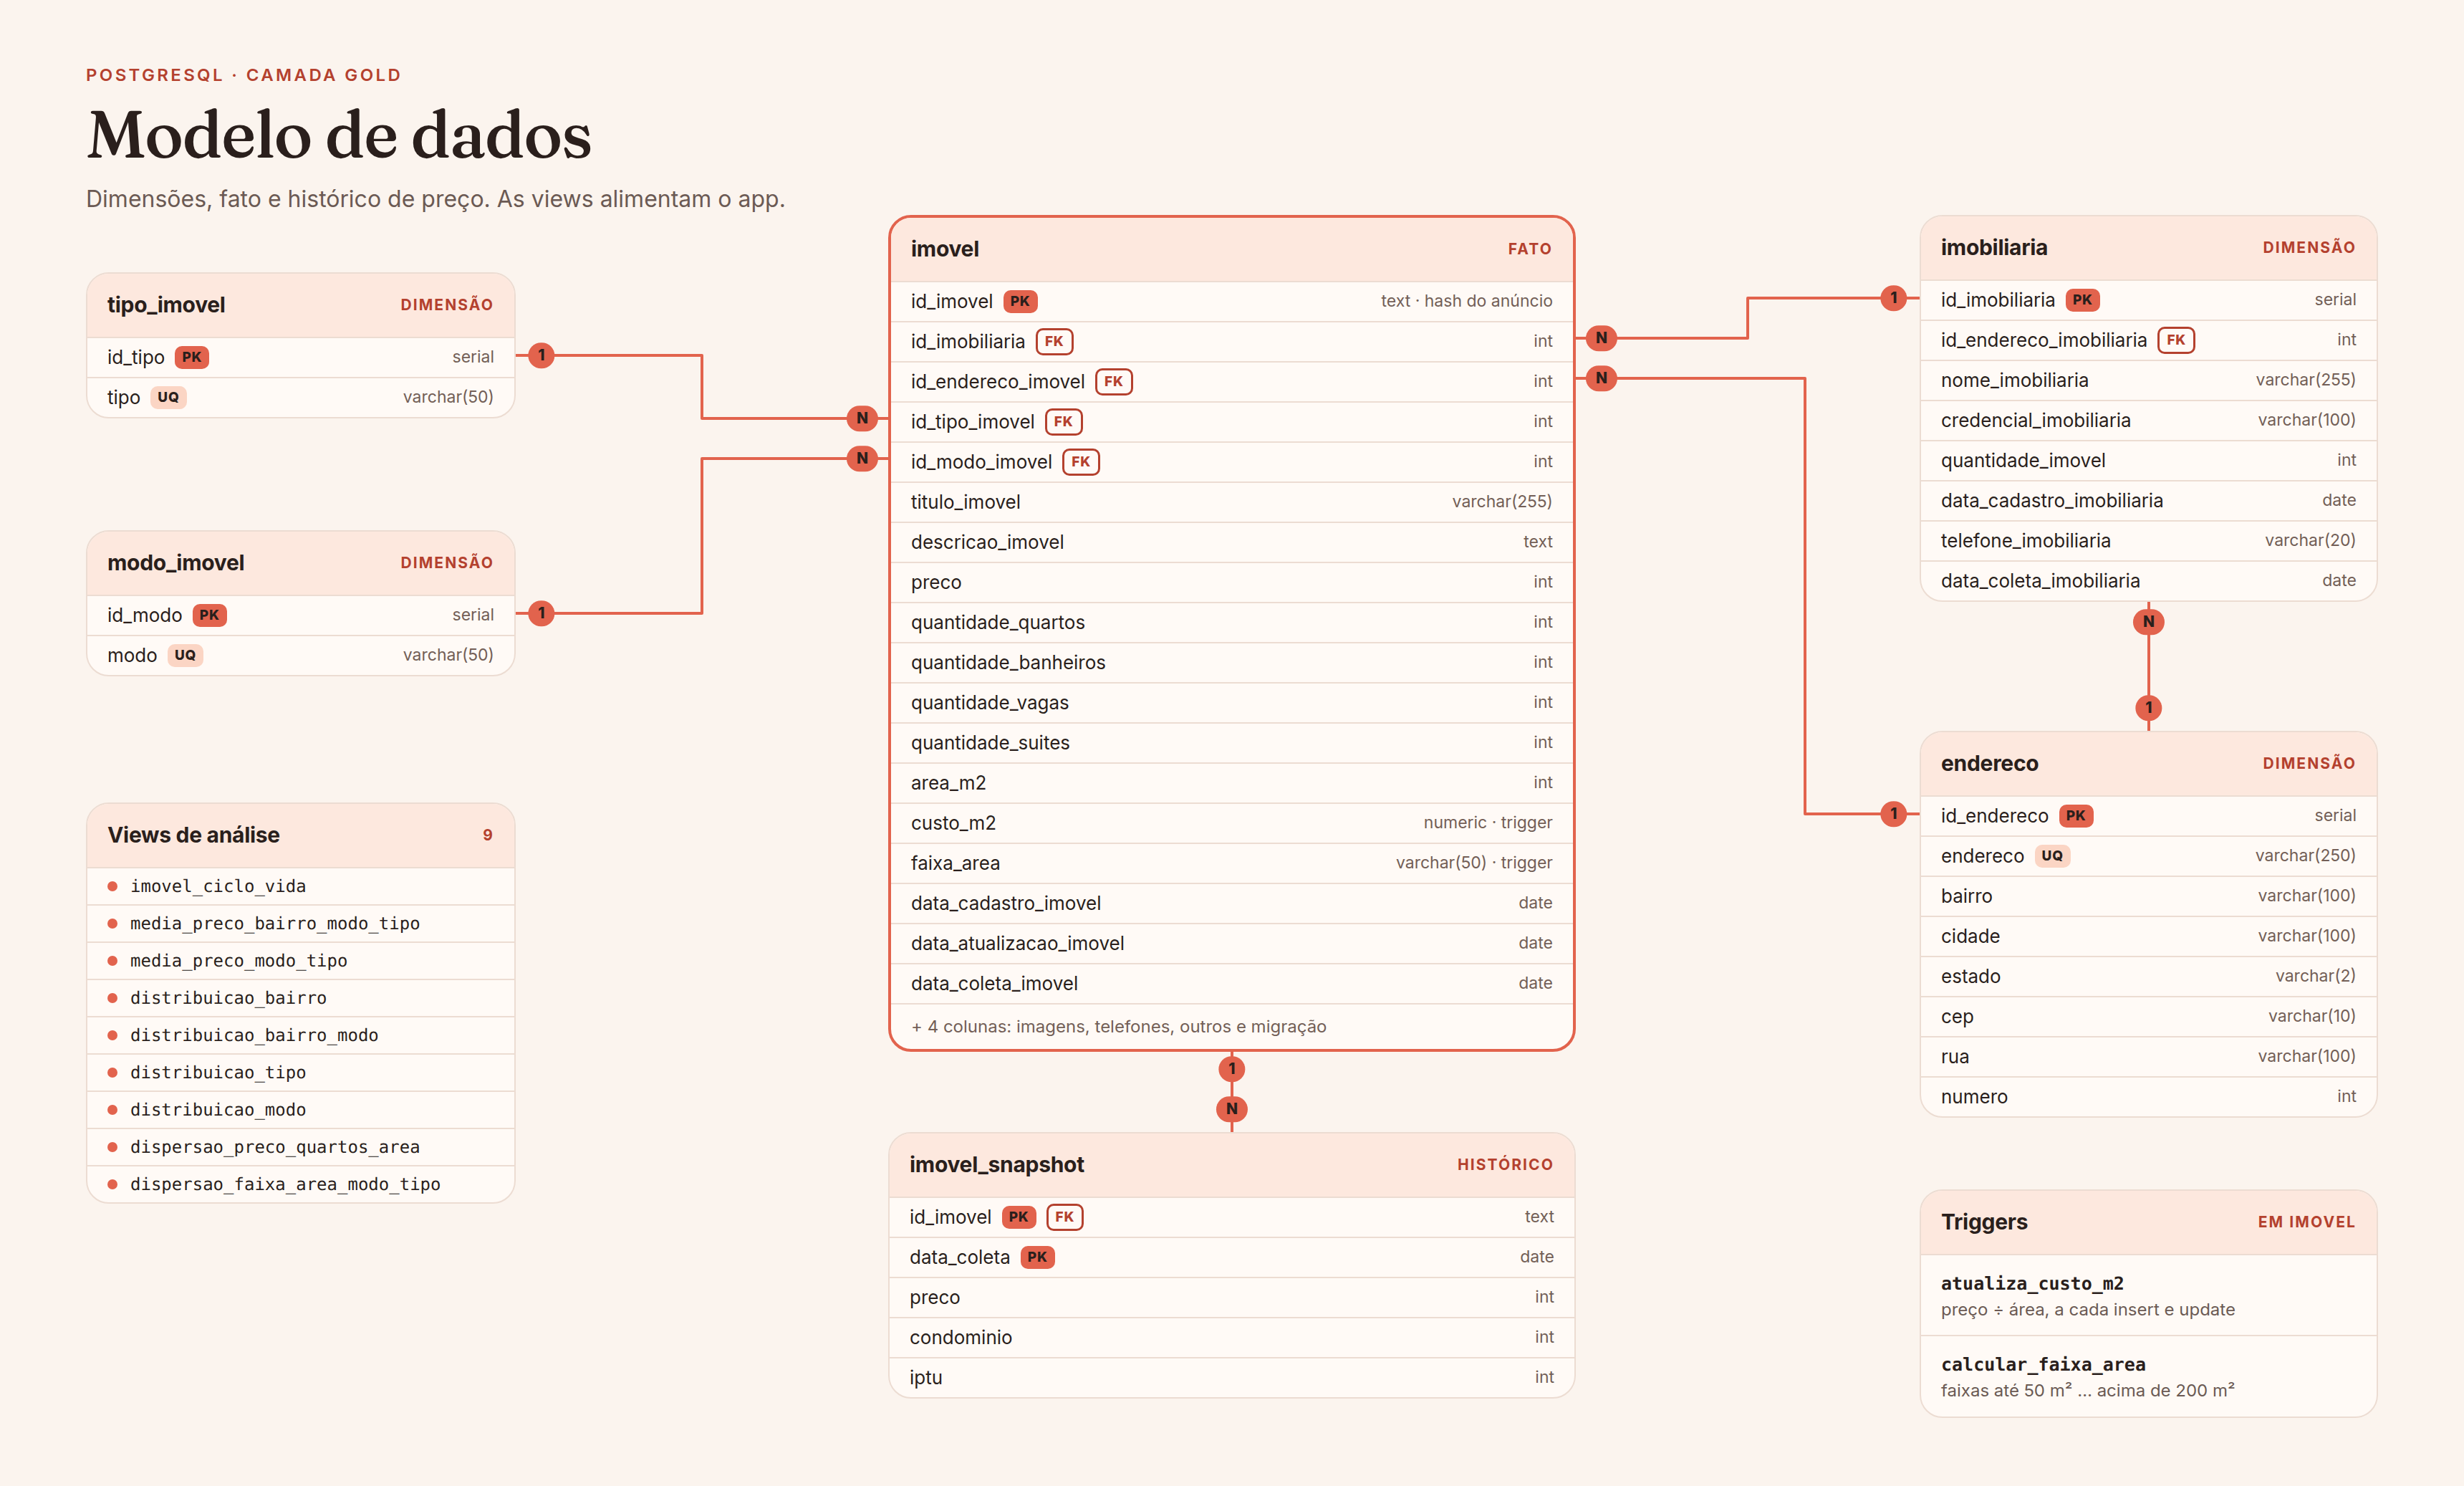 POSTGRESQL · CAMADA GOLD
Modelo de dados
Dimensões, fato e histórico de preço. As views alimentam o app.
tipo_imovel DIMENSÃO
id_tipo PK serial
tipo UQ varchar(50)
1
N
modo_imovel DIMENSÃO
id_modo PK serial
modo UQ varchar(50)
1
N
Views de análise 9
imovel_ciclo_vida
media_preco_bairro_modo_tipo
media_preco_modo_tipo
distribuicao_bairro
distribuicao_bairro_modo
distribuicao_tipo
distribuicao_modo
dispersao_preco_quartos_area
dispersao_faixa_area_modo_tipo
imovel FATO
id_imovel PK text · hash do anúncio
id_imobiliaria FK int
id_endereco_imovel FK int
id_tipo_imovel FK int
id_modo_imovel FK int
titulo_imovel varchar(255)
descricao_imovel text
preco int
quantidade_quartos int
quantidade_banheiros int
quantidade_vagas int
quantidade_suites int
area_m2 int
custo_m2 numeric · trigger
faixa_area varchar(50) · trigger
data_cadastro_imovel date
data_atualizacao_imovel date
data_coleta_imovel date
+ 4 colunas: imagens, telefones, outros e migração
1
N
imovel_snapshot HISTÓRICO
id_imovel PK FK text
data_coleta PK date
preco int
condominio int
iptu int
N
1
N
1
imobiliaria DIMENSÃO
id_imobiliaria PK serial
id_endereco_imobiliaria FK int
nome_imobiliaria varchar(255)
credencial_imobiliaria varchar(100)
quantidade_imovel int
data_cadastro_imobiliaria date
telefone_imobiliaria varchar(20)
data_coleta_imobiliaria date
N
1
endereco DIMENSÃO
id_endereco PK serial
endereco UQ varchar(250)
bairro varchar(100)
cidade varchar(100)
estado varchar(2)
cep varchar(10)
rua varchar(100)
numero int
Triggers EM IMOVEL
atualiza_custo_m2
preço ÷ área, a cada insert e update
calcular_faixa_area
faixas até 50 m² … acima de 200 m²